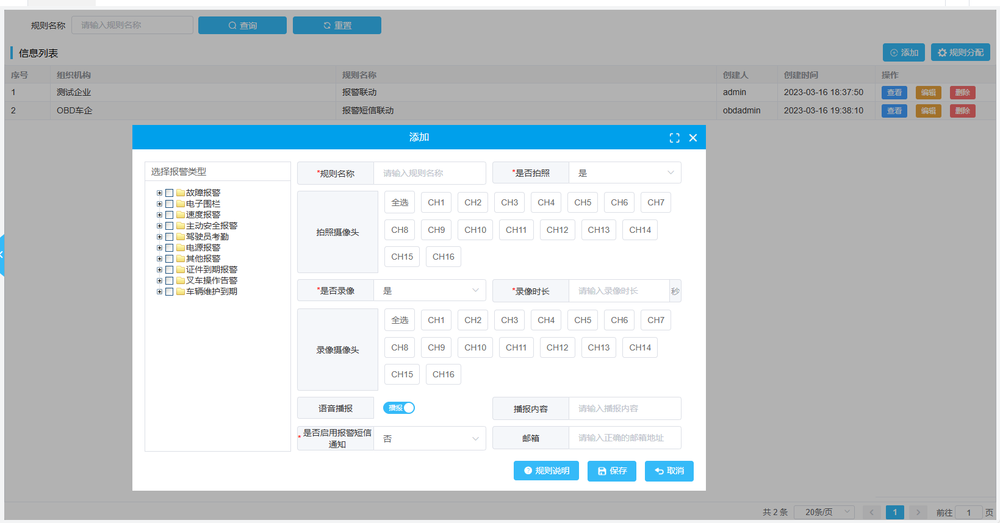 规则名称 请输入规则名称 查询 重置
信息列表 添加 规则分配
序号 组织机构 规则名称 创建人 创建时间 操作
1 测试企业 报警联动 admin 2023-03-16 18:37:50 查看 编辑 删除
2 OBD车企 报警短信联动 obdadmin 2023-03-16 19:38:10 查看 编辑 删除
添加
选择报警类型
故障报警
电子围栏
速度报警
主动安全报警
驾驶员考勤
电源报警
其他报警
证件到期报警
叉车操作告警
车辆维护到期
*规则名称 请输入规则名称 *是否拍照 是
拍照摄像头
全选 CH1 CH2 CH3 CH4 CH5 CH6 CH7
CH8 CH9 CH10 CH11 CH12 CH13 CH14
CH15 CH16
*是否录像 是 *录像时长 请输入录像时长 秒
录像摄像头
全选 CH1 CH2 CH3 CH4 CH5 CH6 CH7
CH8 CH9 CH10 CH11 CH12 CH13 CH14
CH15 CH16
语音播报 播报 播报内容 请输入播报内容
*是否启用报警短信
通知 否 邮箱 请输入正确的邮箱地址
规则说明 保存 取消
共 2 条 20条/页 1 前往 1 页